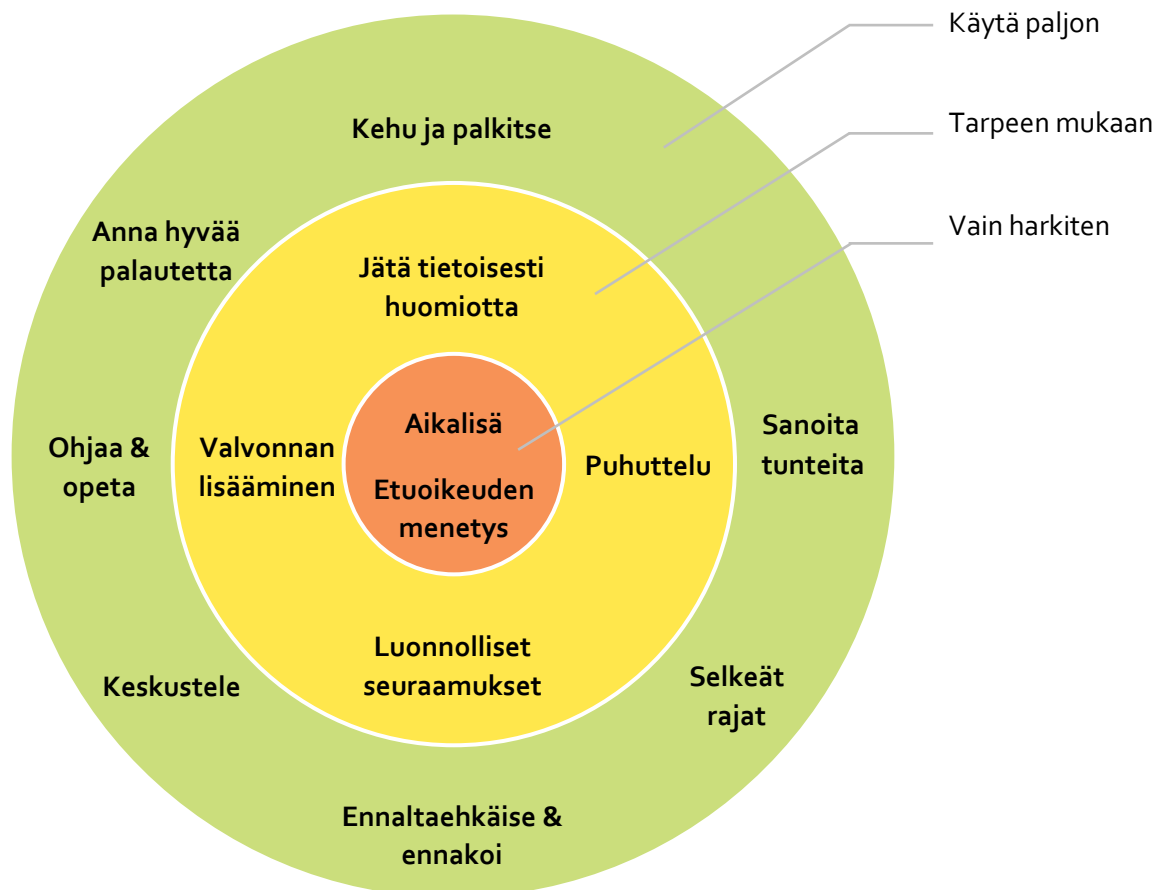 Käytä paljon
Kehu ja palkitse
Tarpeen mukaan
Vain harkiten
Anna hyvää
palautetta
Jätä tietoisesti
huomiotta
Aikalisä
Sanoita
tunteita
Ohjaa &
opeta
Valvonnan
lisääminen
Puhuttelu
Etuoikeuden
menetys
Luonnolliset
seuraamukset
Keskustele
Selkeät
rajat
Ennaltaehkäise &
ennakoi